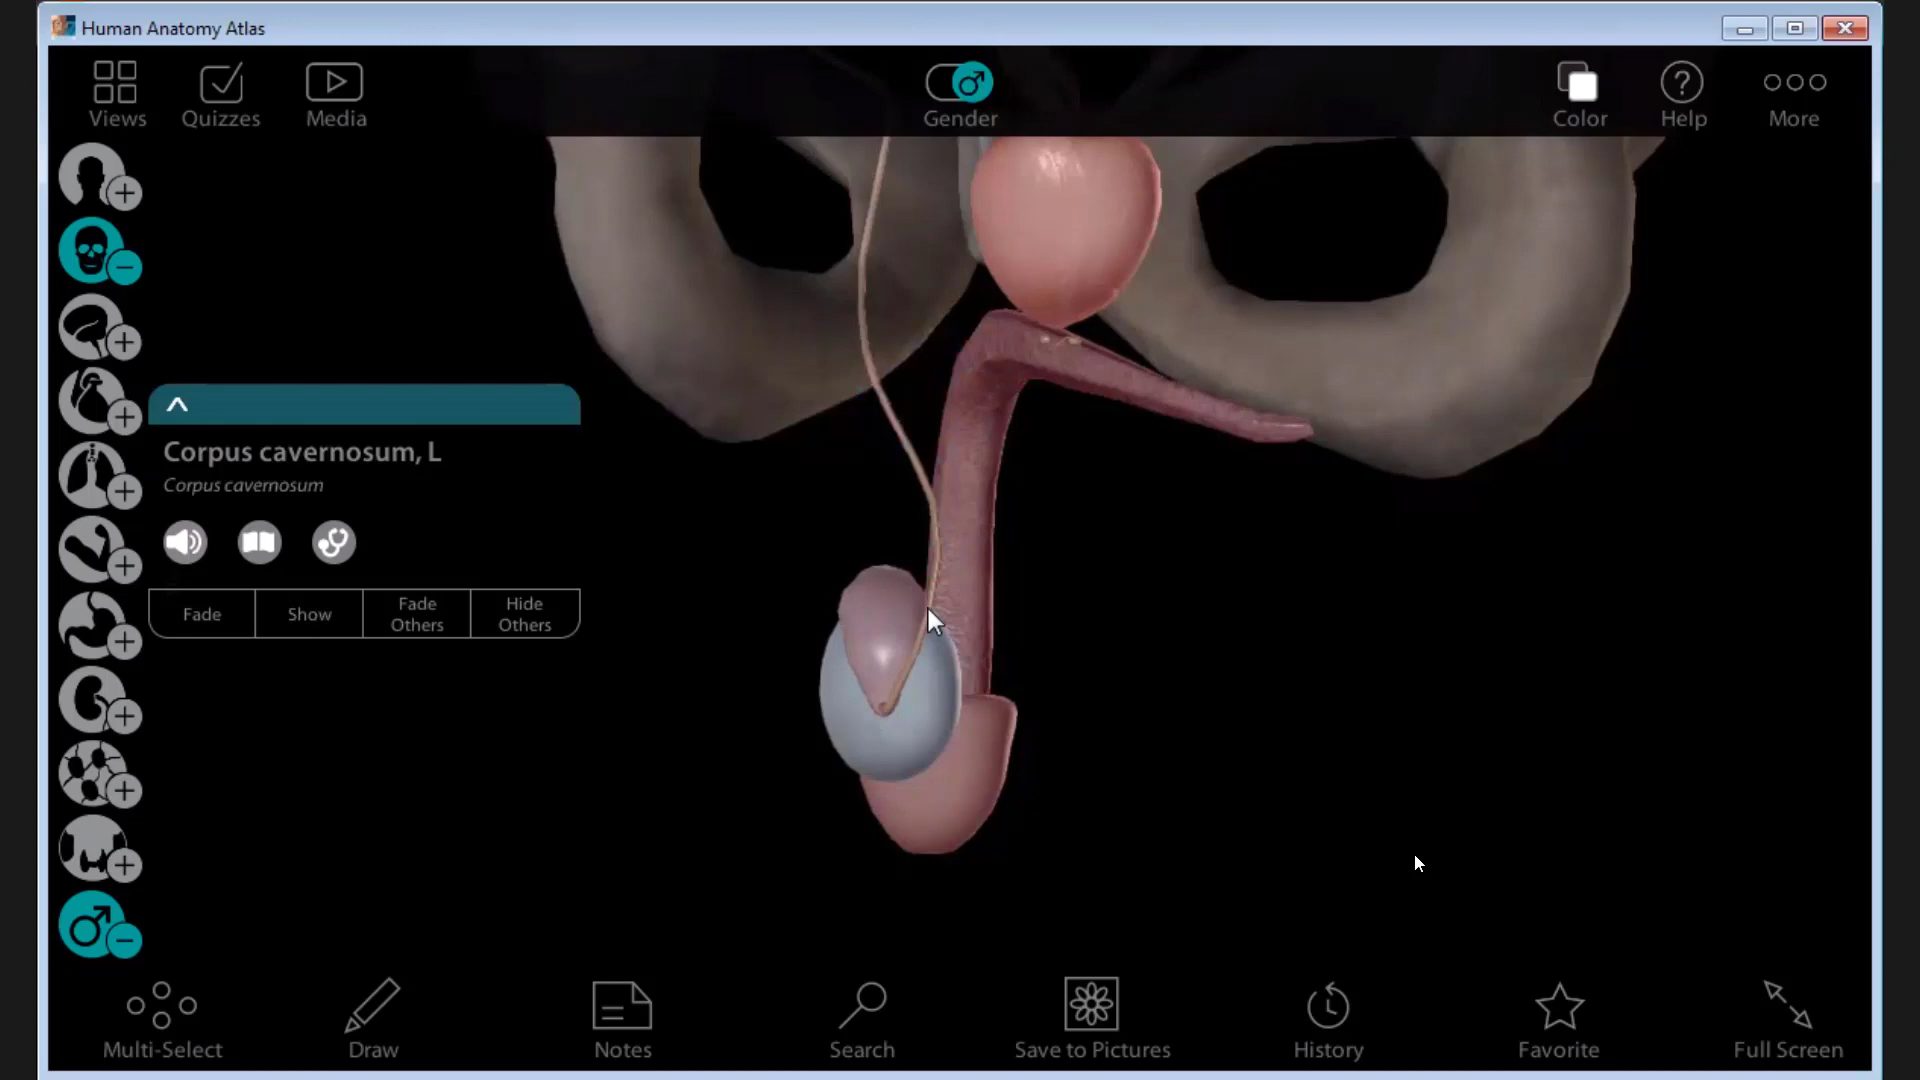 Human Anatomy Atlas
Views
Quizzes
Media
Gender
Color
Help
More
Corpus cavernosum, L
Corpus cavernosum
Fade
Show
Fade
Others
Hide
Others
Multi-Select
Draw
Notes
Search
Save to Pictures
History
Favorite
Full Screen